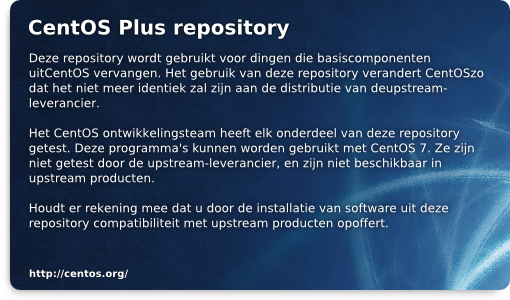 CentOS Plus repository
Deze repository wordt gebruikt voor dingen die basiscomponenten
uitCentOS vervangen. Het gebruik van deze repository verandert CentOSzo
dat het niet meer identiek zal zijn aan de distributie van deupstream-
leverancier.
Het CentOS ontwikkelingsteam heeft elk onderdeel van deze repository
getest. Deze programma's kunnen worden gebruikt met CentOS 7. Ze zijn
niet getest door de upstream-leverancier, en zijn niet beschikbaar in
upstream producten.
Houdt er rekening mee dat u door de installatie van software uit deze
repository compatibiliteit met upstream producten opoffert.
http://centos.org/